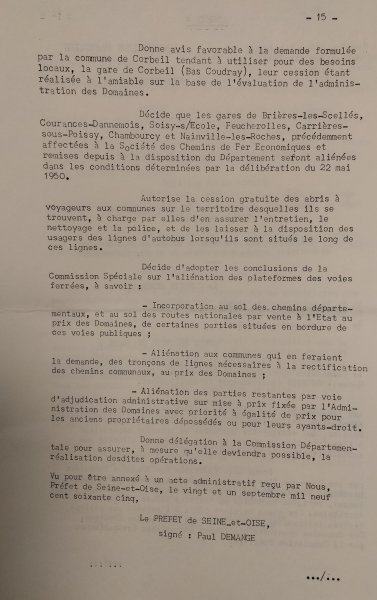 - 15 -
Donne avis favorable à la demande formulée
par la commune de Corbeil tendant à utiliser pour des besoins
locaux, la gare de Corbeil (Bas Coudray), leur cession étant
réalisée à l'amiable sur la base de l'évaluation de l'adminis-
tration des Domaines.
Décide que les gares de Brières-les-Scellés,
Courances-Dannemois, Soisy-s/Ecole, Feucherolles, Carrières-
sous-Poissy, Chambourcy et Nainville-les-Roches, précédemment
affectées à la Société des Chemins de Fer Economiques et
remises depuis à la disposition du Département seront aliénées
dans les conditions déterminées par la délibération du 22 mai
1950.
Autorise la cession gratuite des abris à
voyageurs aux communes sur le territoire desquelles ils se
trouvent, à charge par elles d'en assurer l'entretien, le
nettoyage et la police, et de les laisser à la disposition des
usagers des lignes d'autobus lorsqu'ils sont situés le long de
ces lignes.
Décide d'adopter les conclusions de la
Commission Spéciale sur l'aliénation des plateformes des voies
ferrées, à savoir :
- Incorporation au sol des chemins départe-
mentaux, et au sol des routes nationales par vente à l'Etat au
prix des Domaines, de certaines parties situées en bordure de
ces voies publiques ;
- Aliénation aux communes qui en feraient
la demande, des tronçons de lignes nécessaires à la rectification
des chemins communaux, au prix des Domaines ;
- Aliénation des parties restantes par voie
d'adjudication administrative sur mise à prix fixée par l'Admi-
nistration des Domaines avec priorité à égalité de prix pour
les anciens propriétaires dépossédés ou pour leurs ayants-droit.
Donne délégation à la Commission Départemen-
tale pour assurer, à mesure qu'elle deviendra possible, la
réalisation desdites opérations.
Vu pour être annexé à un acte administratif reçu par Nous,
Préfet de Seine-et-Oise, le vingt et un septembre mil neuf
cent soixante cinq,
Le PREFET de SEINE-et-OISE,
signé : Paul DEMANGE
.../...